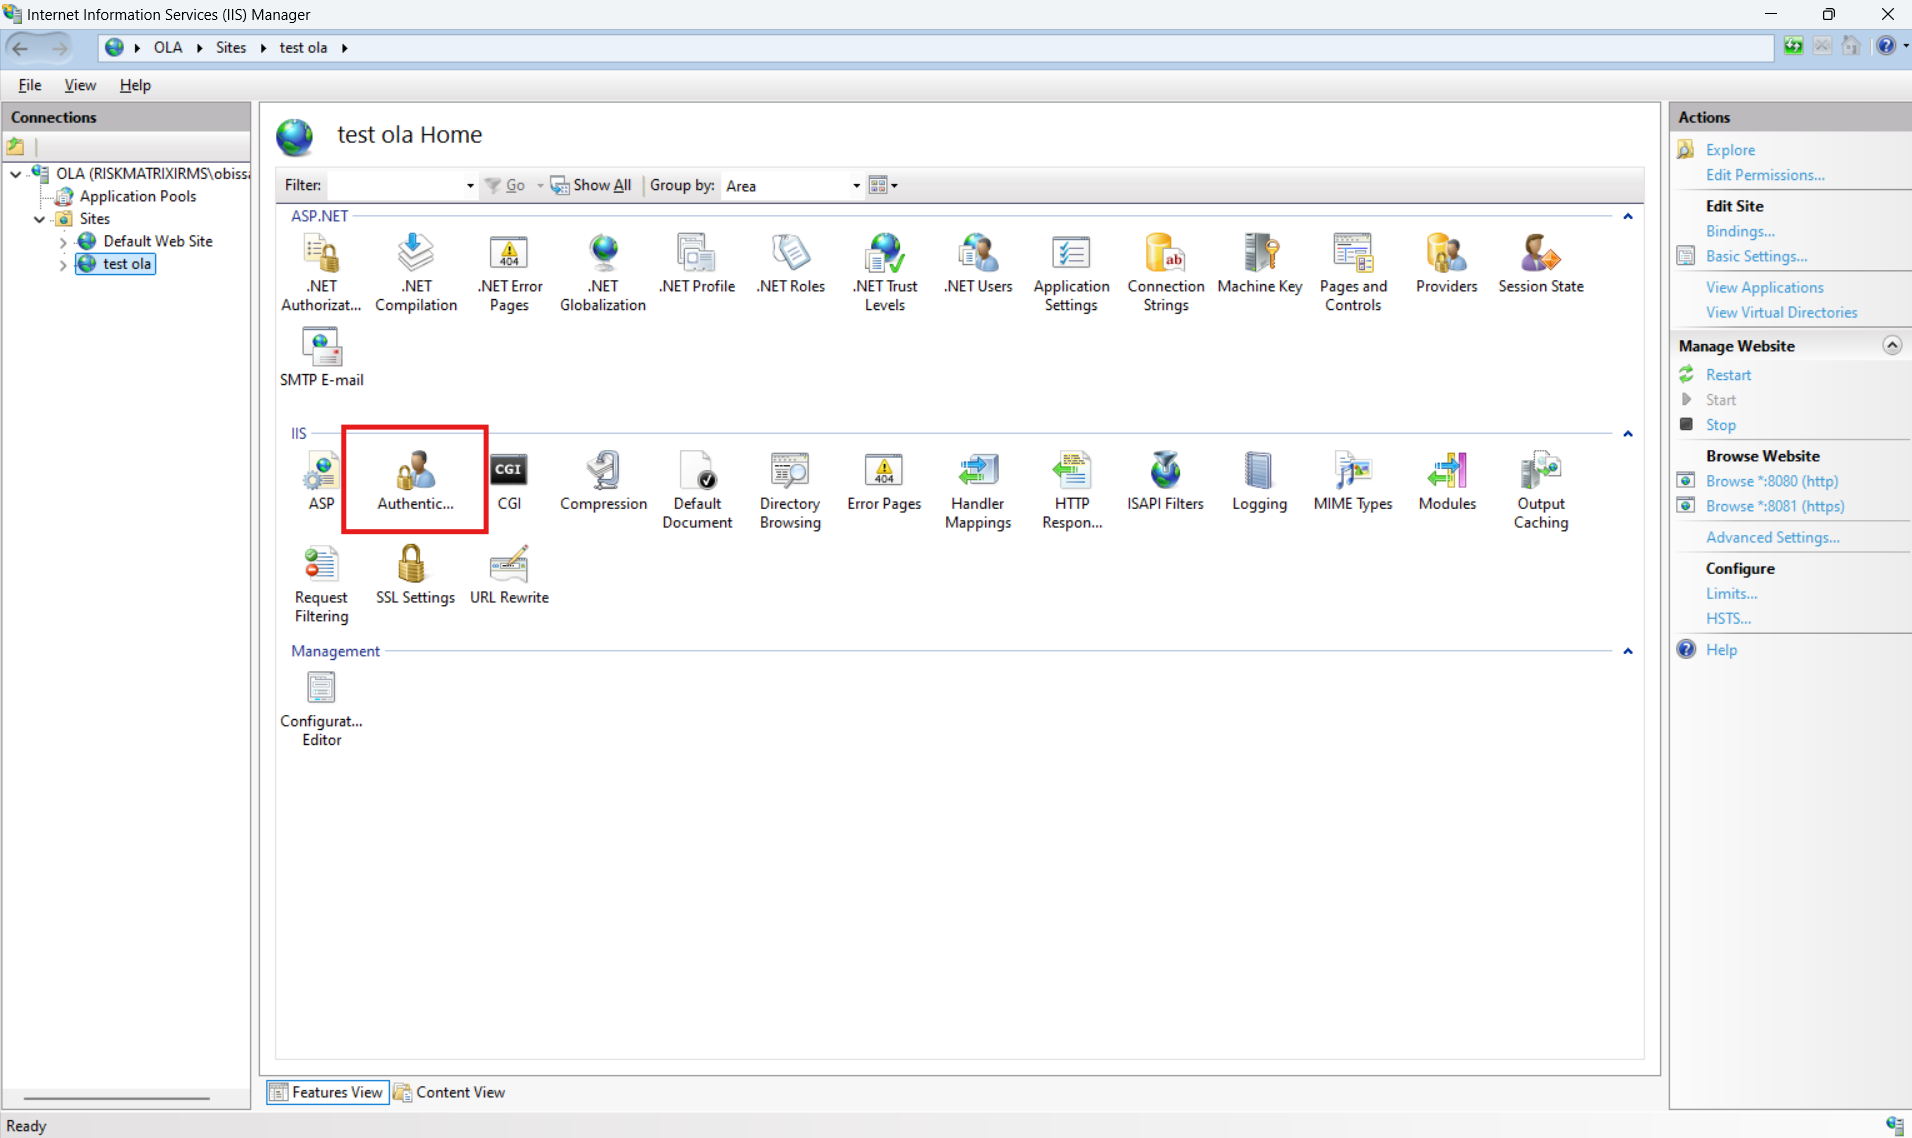 Internet Information Services (IIS) Manager
OLA Sites test ola
File View Help
Connections
OLA (RISKMATRIXIRMS\obiss
Application Pools
Sites
Default Web Site
test ola
test ola Home
Filter: Go Show All Group by: Area
ASP.NET
.NET Authorizat...
.NET Compilation
.NET Error Pages
.NET Globalization
.NET Profile
.NET Roles
.NET Trust Levels
.NET Users
Application Settings
Connection Strings
Machine Key
Pages and Controls
Providers
Session State
SMTP E-mail
IIS
ASP
Authentic...
CGI
Compression
Default Document
Directory Browsing
Error Pages
Handler Mappings
HTTP Respon...
ISAPI Filters
Logging
MIME Types
Modules
Output Caching
Request Filtering
SSL Settings
URL Rewrite
Management
Configurat... Editor
Features View Content View
Actions
Explore
Edit Permissions...
Edit Site
Bindings...
Basic Settings...
View Applications
View Virtual Directories
Manage Website
Restart
Start
Stop
Browse Website
Browse *:8080 (http)
Browse *:8081 (https)
Advanced Settings...
Configure
Limits...
HSTS...
Help
Ready